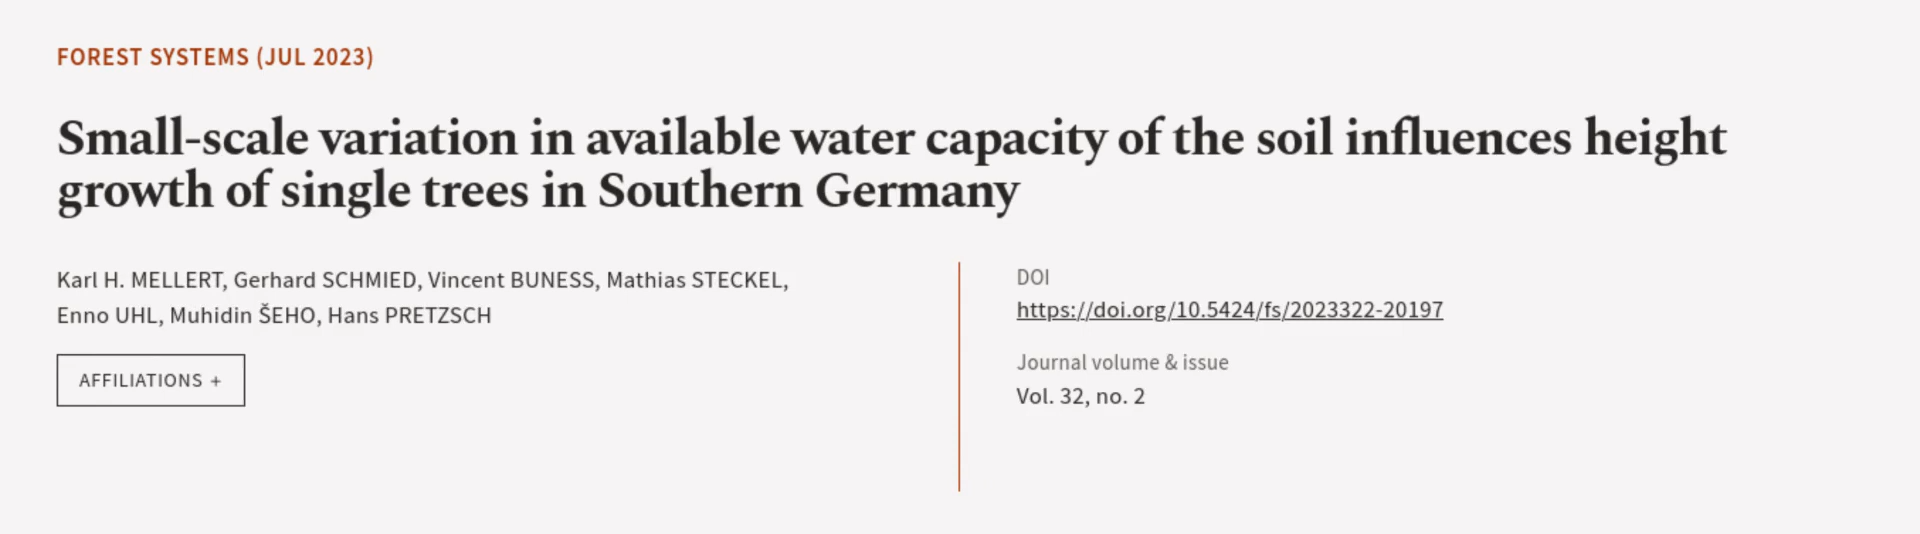 FOREST SYSTEMS (JUL 2023)
Small-scale variation in available water capacity of the soil influences height
growth of single trees in Southern Germany
Karl H. MELLERT, Gerhard SCHMIED, Vincent BUNESS, Mathias STECKEL,
Enno UHL, Muhidin ŠEHO, Hans PRETZSCH
AFFILIATIONS +
DOI
https://doi.org/10.5424/fs/2023322-20197
Journal volume & issue
Vol. 32, no. 2